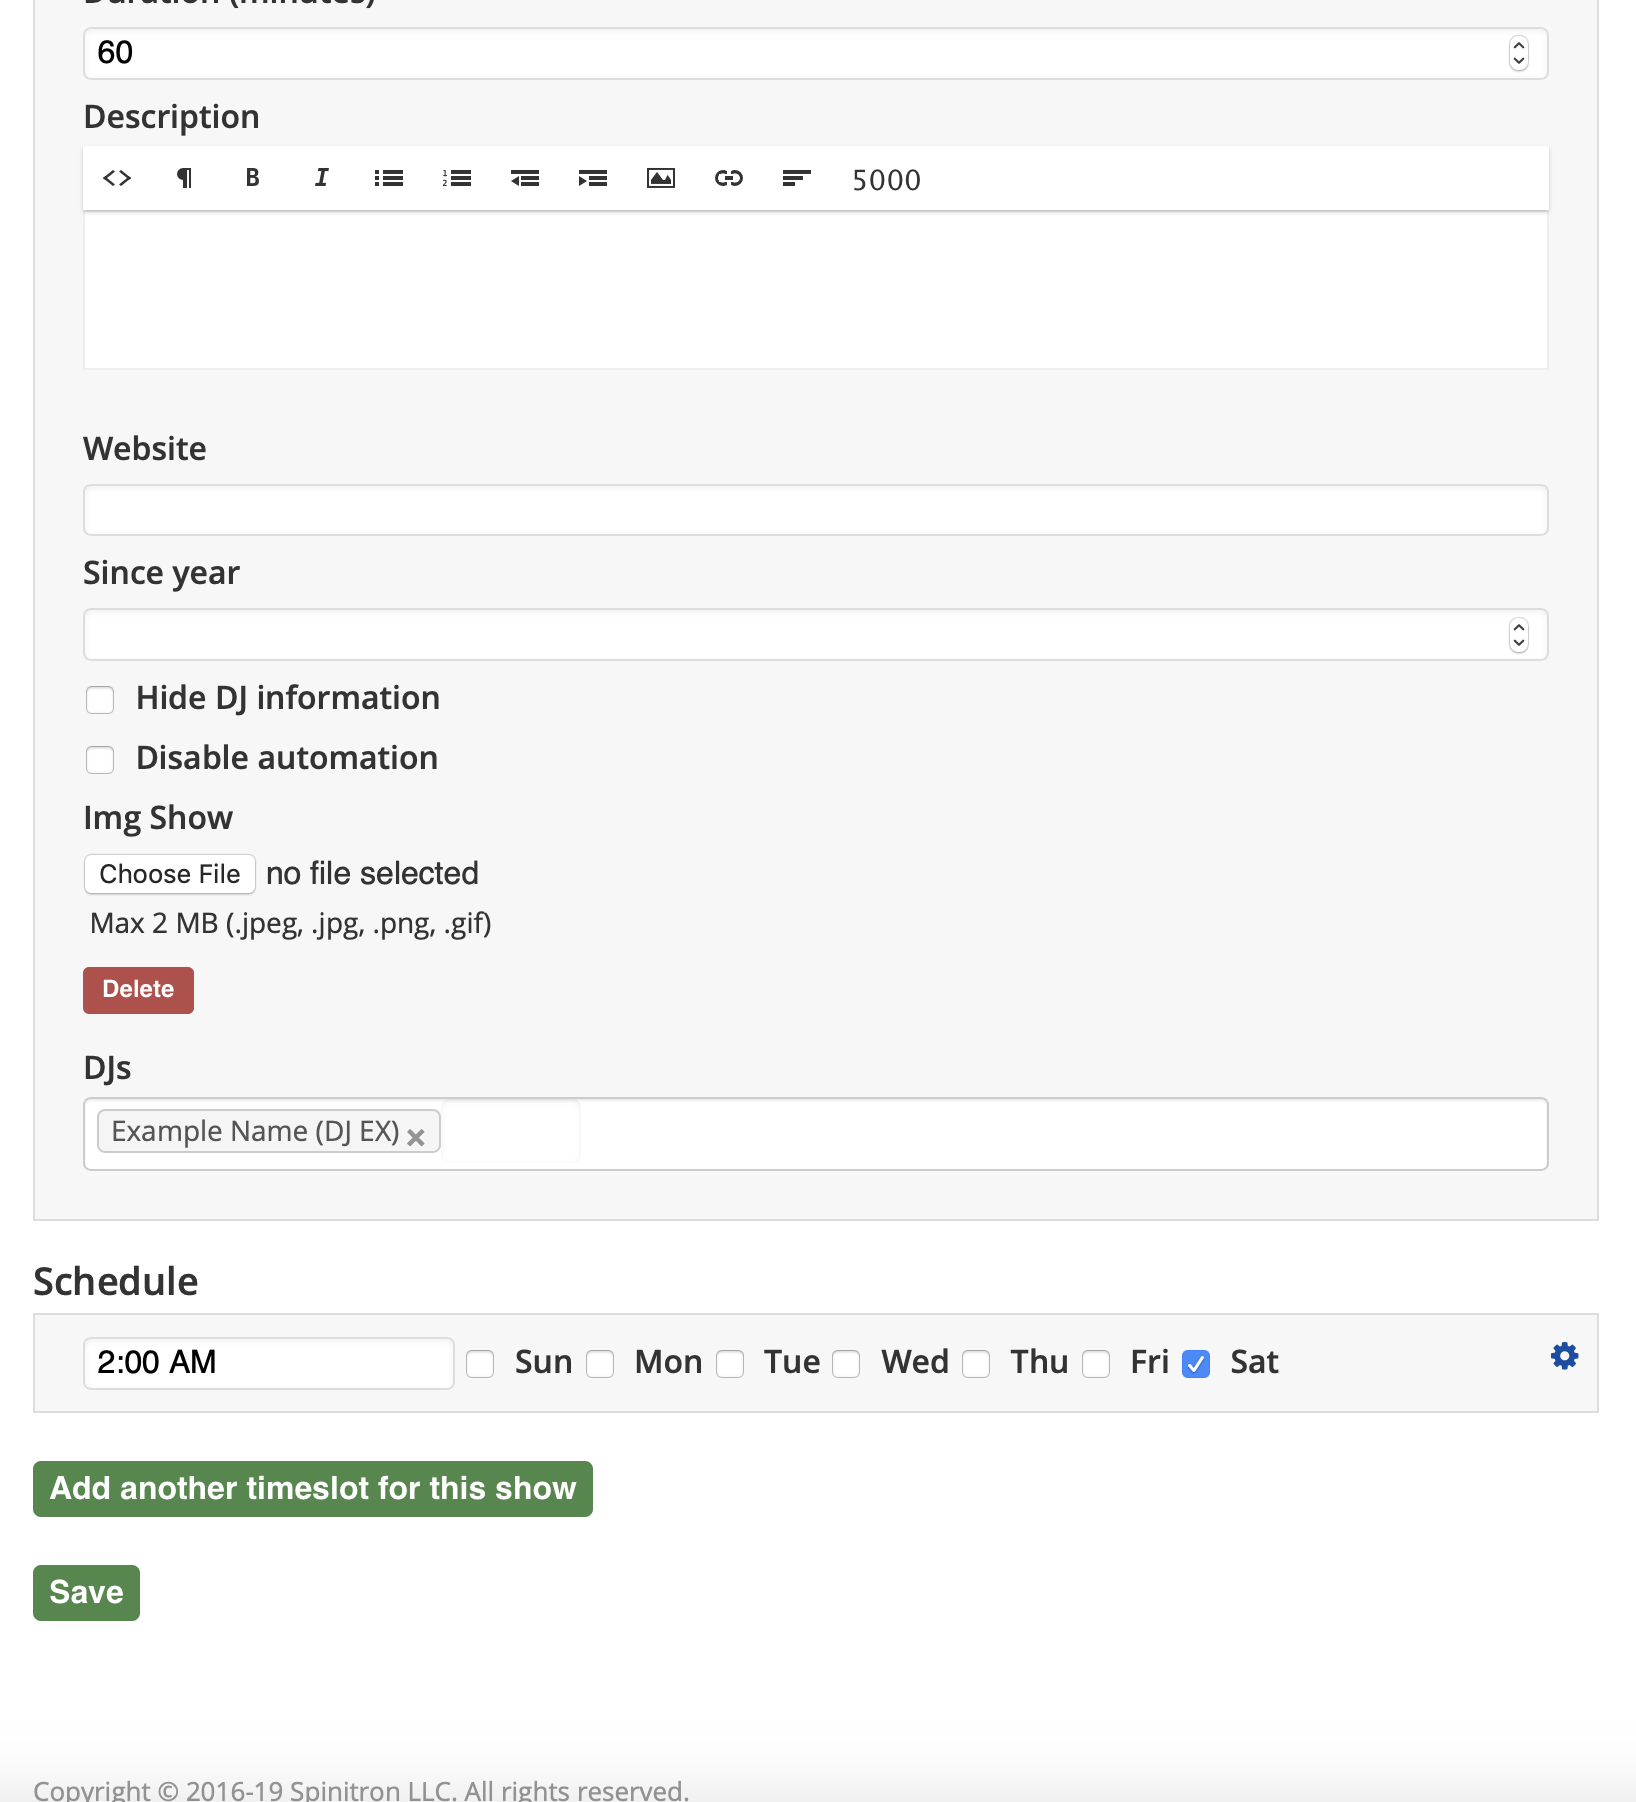 Duration (minutes)
60
Description
<> ¶ B I 5000
Website
Since year
Hide DJ information
Disable automation
Img Show
Choose File no file selected
Max 2 MB (.jpeg, .jpg, .png, .gif)
Delete
DJs
Example Name (DJ EX) ×
Schedule
2:00 AM Sun Mon Tue Wed Thu Fri Sat
Add another timeslot for this show
Save
Copyright © 2016-19 Spinitron LLC. All rights reserved.